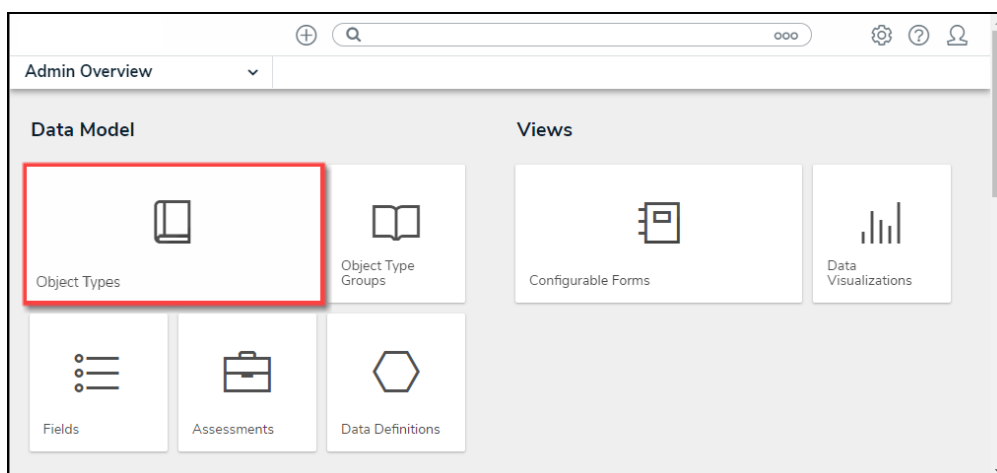 Admin Overview
Data Model
Views
Object Types
Object Type
Groups
Configurable Forms
Data
Visualizations
Fields
Assessments
Data Definitions